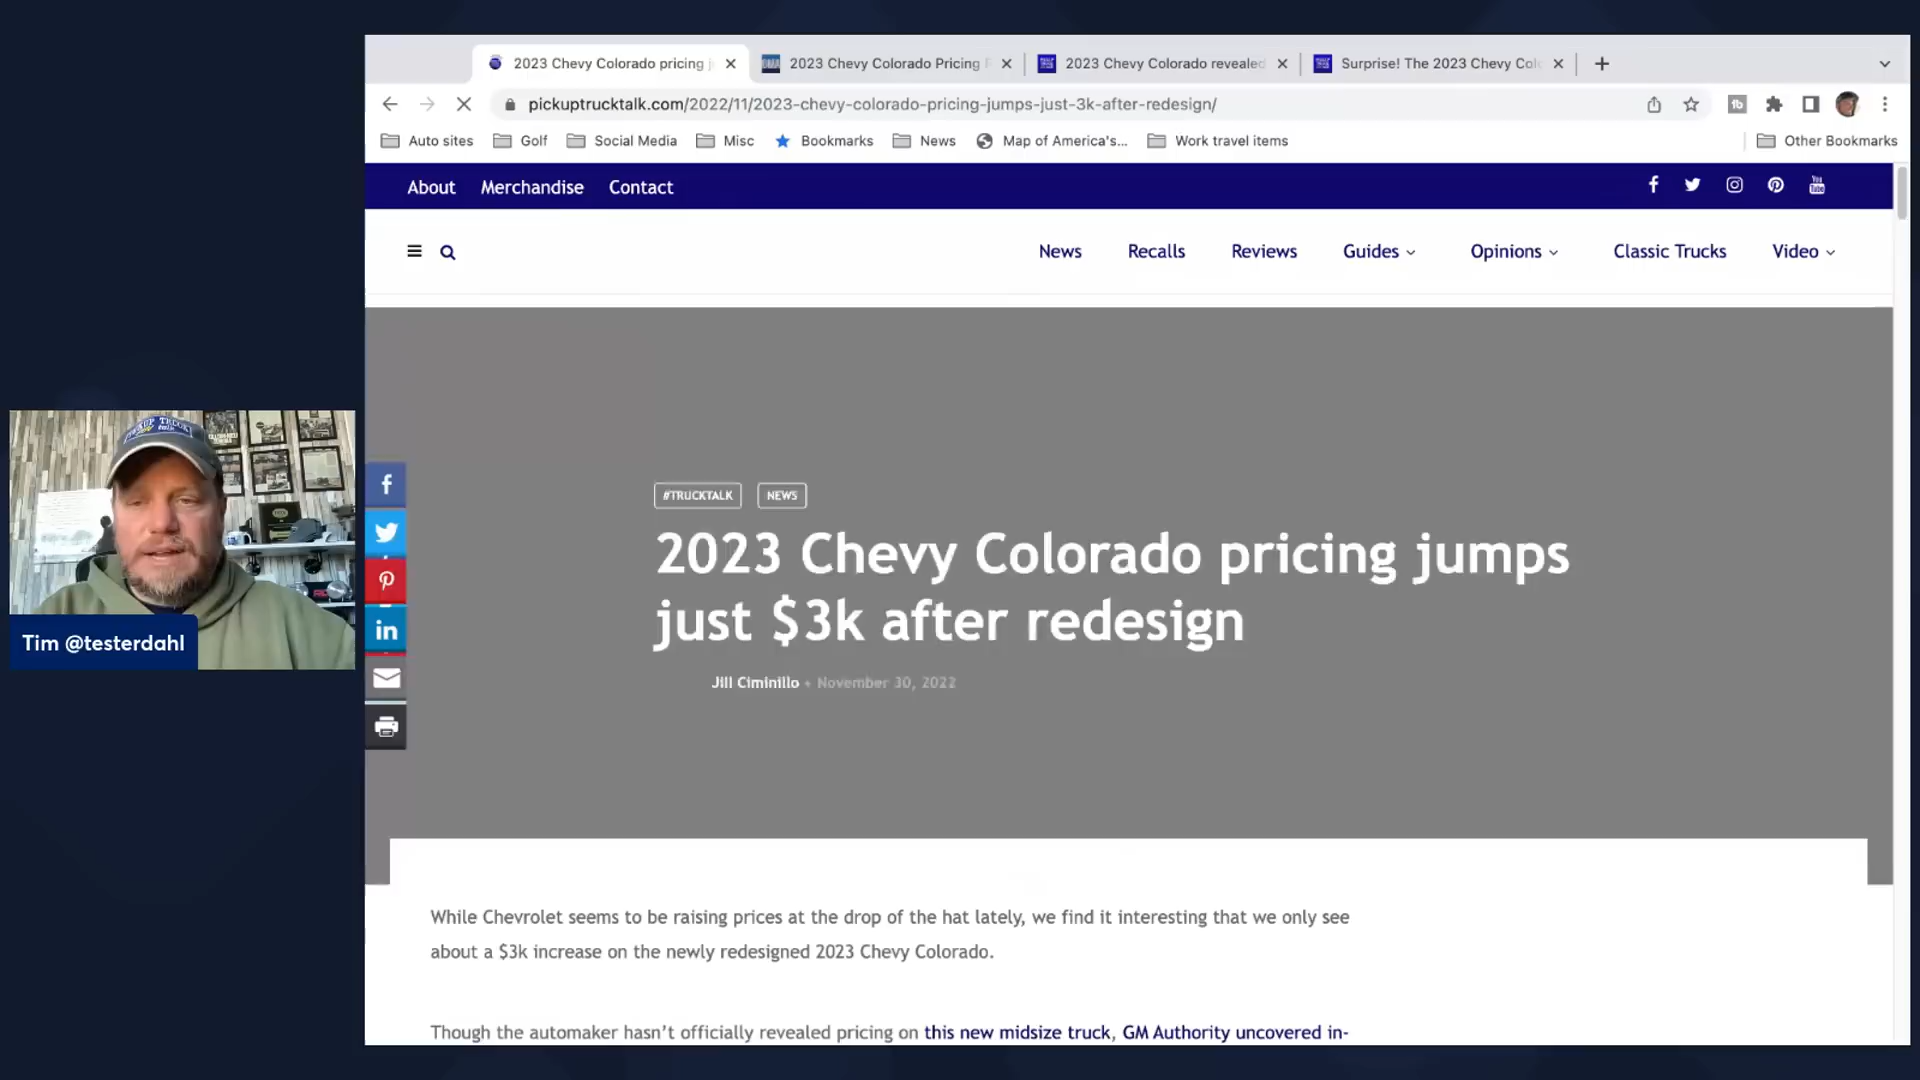 2023 Chevy Colorado pricing j
2023 Chevy Colorado Pricing
2023 Chevy Colorado revealed
Surprise! The 2023 Chevy Col
pickuptrucktalk.com/2022/11/2023-chevy-colorado-pricing-jumps-just-3k-after-redesign/
Auto sites
Golf
Social Media
Misc
Bookmarks
News
Map of America's...
Work travel items
Other Bookmarks
About
Merchandise
Contact
News
Recalls
Reviews
Guides
Opinions
Classic Trucks
Video
#TRUCKTALK
NEWS
2023 Chevy Colorado pricing jumps
just $3k after redesign
Jill Ciminillo • November 30, 2022
While Chevrolet seems to be raising prices at the drop of the hat lately, we find it interesting that we only see
about a $3k increase on the newly redesigned 2023 Chevy Colorado.
Though the automaker hasn't officially revealed pricing on this new midsize truck, GM Authority uncovered in-
PICKUP TRUCK
Tim @testerdahl